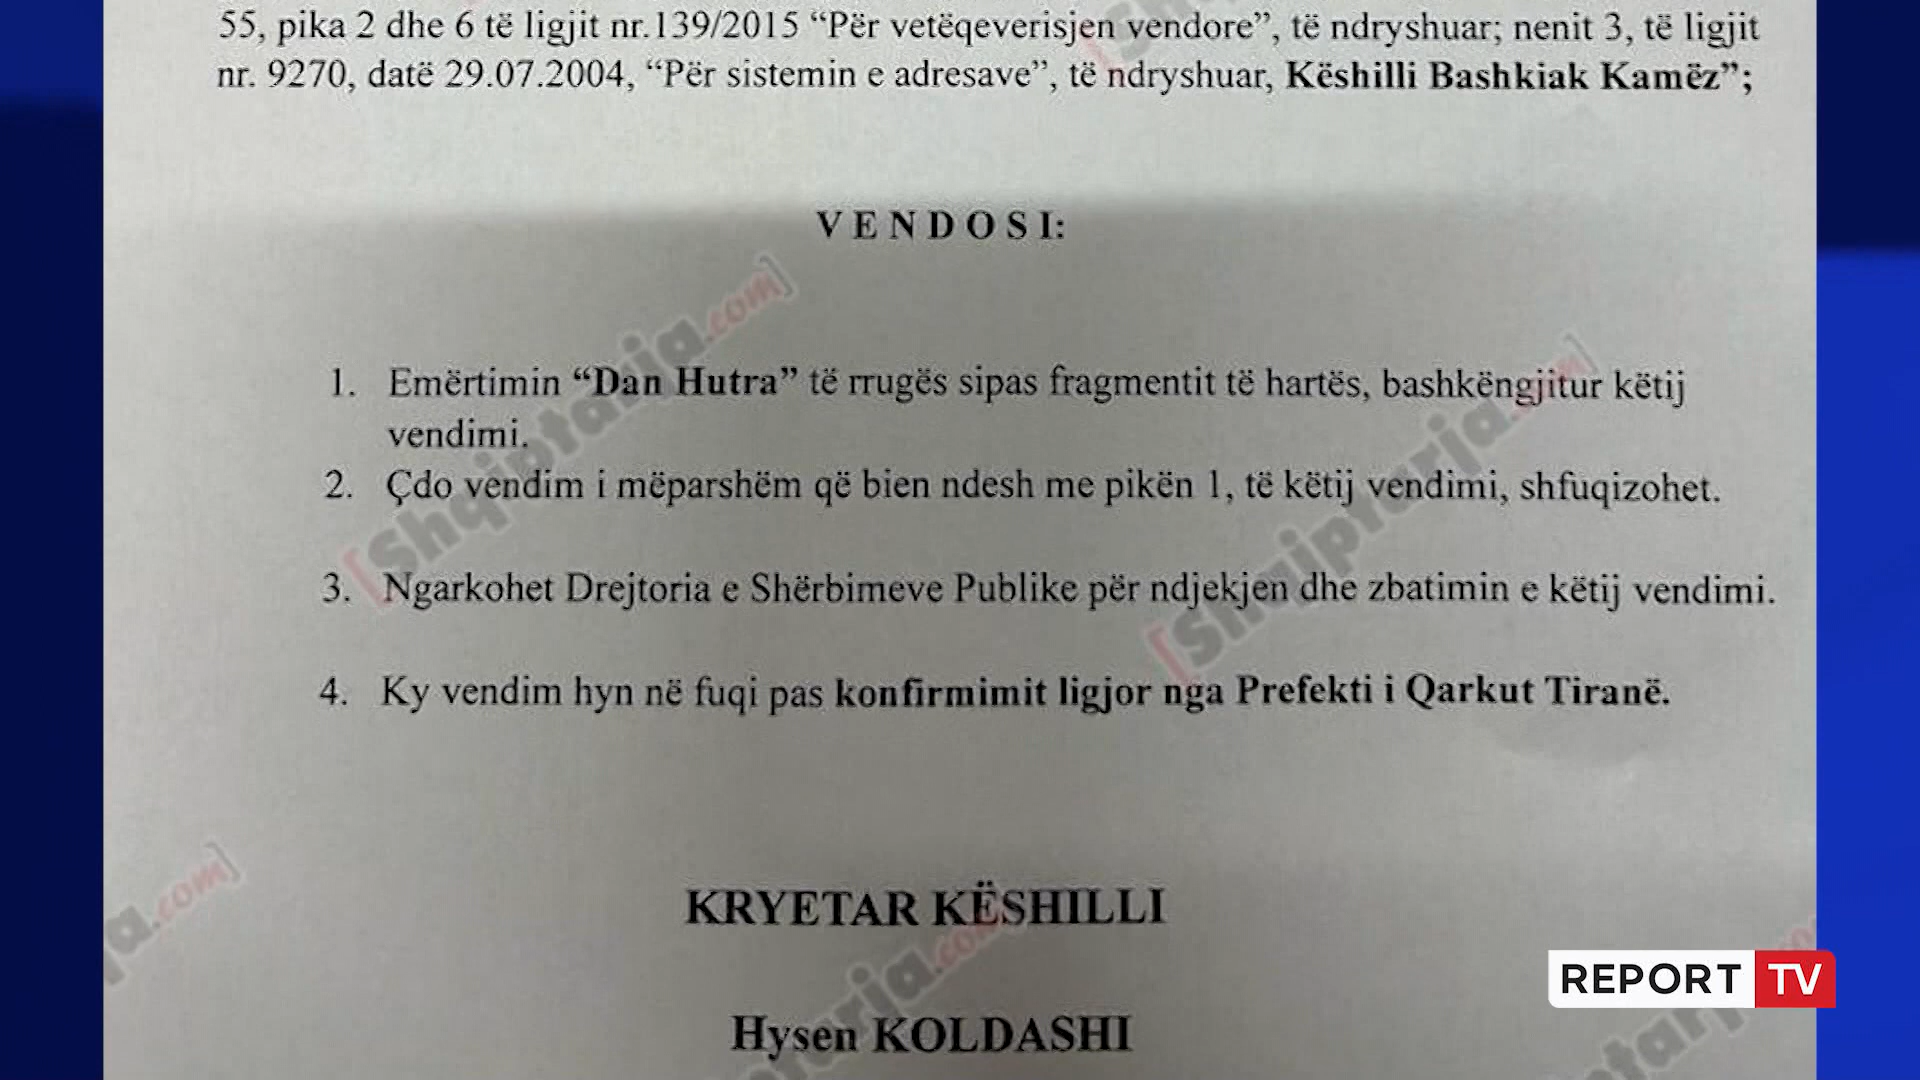 55, pika 2 dhe 6 të ligjit nr.139/2015 “Për vetëqeverisjen vendore”, të ndryshuar; nenit 3, të ligjit
nr. 9270, datë 29.07.2004, “Për sistemin e adresave”, të ndryshuar, Këshilli Bashkiak Kamëz”;
V E N D O S I:
1. Emërtimin “Dan Hutra” të rrugës sipas fragmentit të hartës, bashkëngjitur këtij
vendimi.
2. Çdo vendim i mëparshëm që bien ndesh me pikën 1, të këtij vendimi, shfuqizohet.
3. Ngarkohet Drejtoria e Shërbimeve Publike për ndjekjen dhe zbatimin e këtij vendimi.
4. Ky vendim hyn në fuqi pas konfirmimit ligjor nga Prefekti i Qarkut Tiranë.
KRYETAR KËSHILLI
Hysen KOLDASHI
[Shqiptarja.com]
REPORT TV